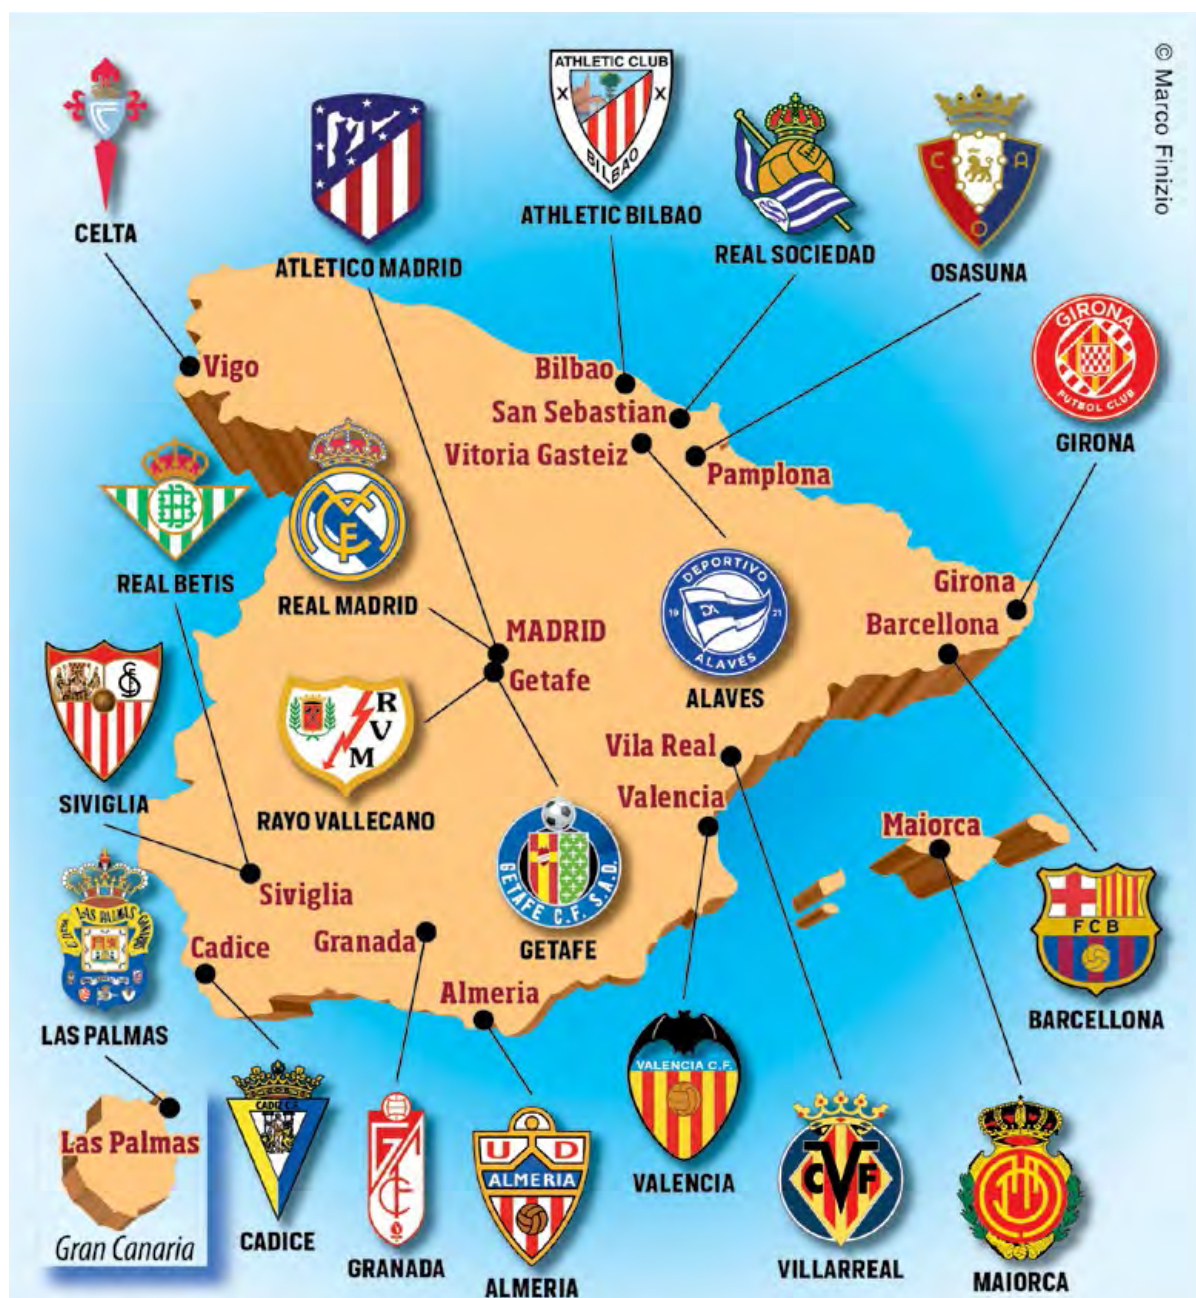 © Marco Finizio
ATHLETIC CLUB
BILBAO
CELTA
ATHLETIC BILBAO
REAL SOCIEDAD
ATLETICO MADRID
C A
O
OSASUNA
GIRONA
FUTBOL CLUB
GIRONA
Vigo
Bilbao
San Sebastian
Vitoria Gasteiz
Pamplona
REAL BETIS
REAL MADRID
DEPORTIVO
19 21
ALAVÉS
ALAVES
Girona
Barcellona
MADRID
Getafe
R
V
M
RAYO VALLECANO
SIVIGLIA
Vila Real
Valencia
Maiorca
GETAFE C.F. S.A.D.
GETAFE
Siviglia
Granada
Cadice
Almeria
LAS PALMAS
FCB
BARCELLONA
Las Palmas
Gran Canaria
CADIZ C.F.
CADICE
GRANADA
U D
ALMERIA
ALMERIA
VALENCIA C.F.
VALENCIA
CVF
VILLARREAL
MAIORCA